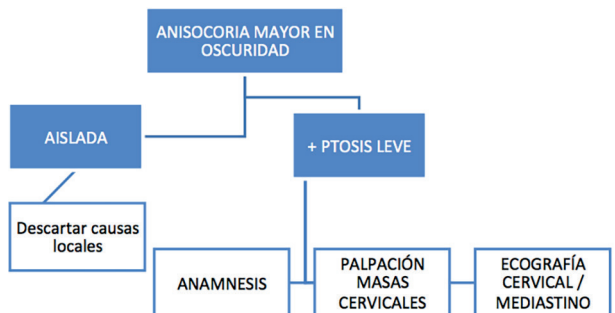 ANISOCORIA MAYOR EN
OSCURIDAD
AISLADA
+ PTOSIS LEVE
Descartar causas
locales
ANAMNESIS
PALPACIÓN
MASAS
CERVICALES
ECOGRAFÍA
CERVICAL /
MEDIASTINO